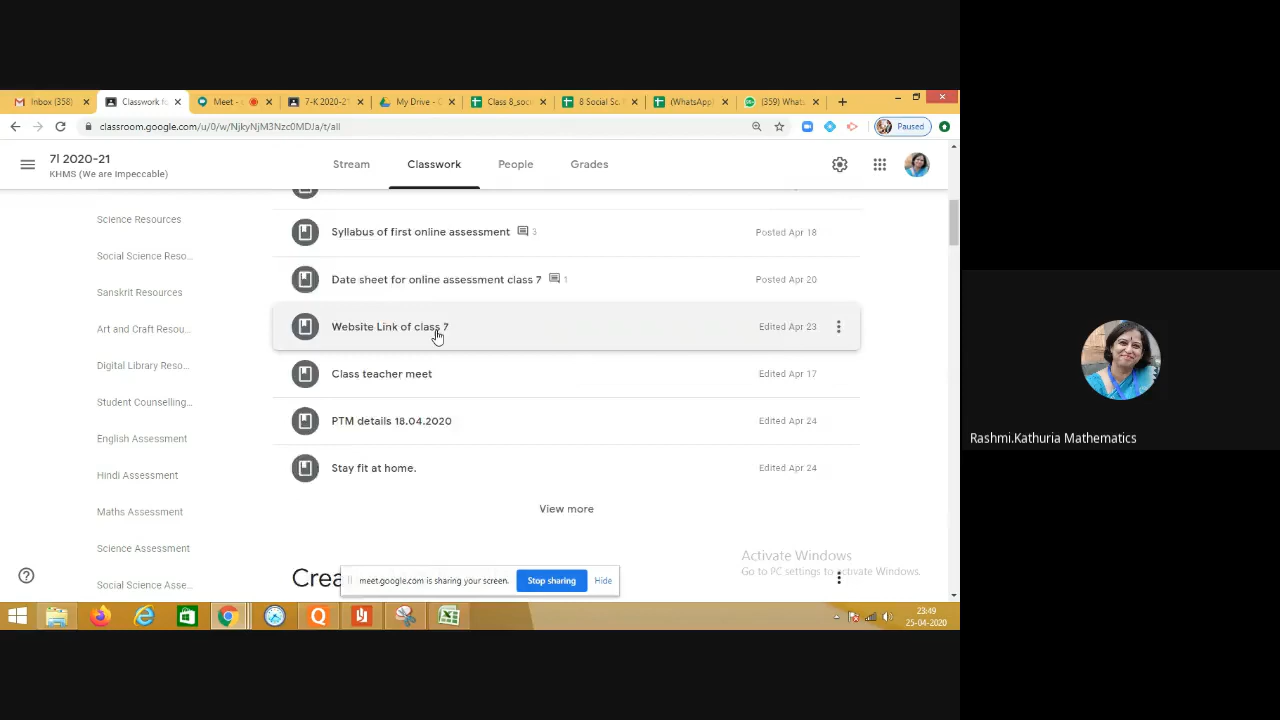 Inbox (358)
Classwork fo
Meet -
7-K 2020-21
My Drive - G
Class 8_soci
8 Social Sc.
(WhatsApp
(359) What
classroom.google.com/u/0/w/NjkyNjM3Nzc0MDJa/t/all
Paused
7I 2020-21
KHMS (We are Impeccable)
Stream
Classwork
People
Grades
Science Resources
Social Science Reso...
Sanskrit Resources
Art and Craft Resou...
Digital Library Reso...
Student Counselling...
English Assessment
Hindi Assessment
Maths Assessment
Science Assessment
Social Science Asse...
Syllabus of first online assessment 3 Posted Apr 18
Date sheet for online assessment class 7 1 Posted Apr 20
Website Link of class 7 Edited Apr 23
Class teacher meet Edited Apr 17
PTM details 18.04.2020 Edited Apr 24
Stay fit at home. Edited Apr 24
View more
Activate Windows
Go to PC settings to activate Windows.
Crea
meet.google.com is sharing your screen.
Stop sharing
Hide
23:49
25-04-2020
Rashmi.Kathuria Mathematics